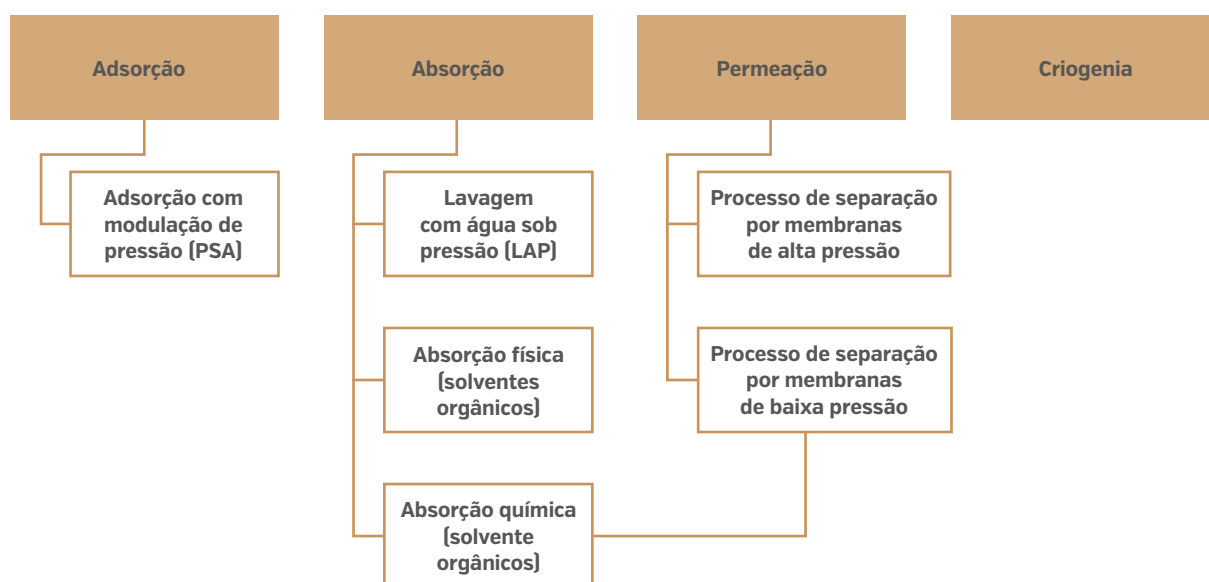 Adsorção
Absorção
Permeação
Criogenia
Adsorção com
modulação de
pressão (PSA)
Lavagem
com água sob
pressão (LAP)
Processo de separação
por membranas
de alta pressão
Absorção física
(solventes
orgânicos)
Processo de separação
por membranas
de baixa pressão
Absorção química
(solvente
orgânicos)